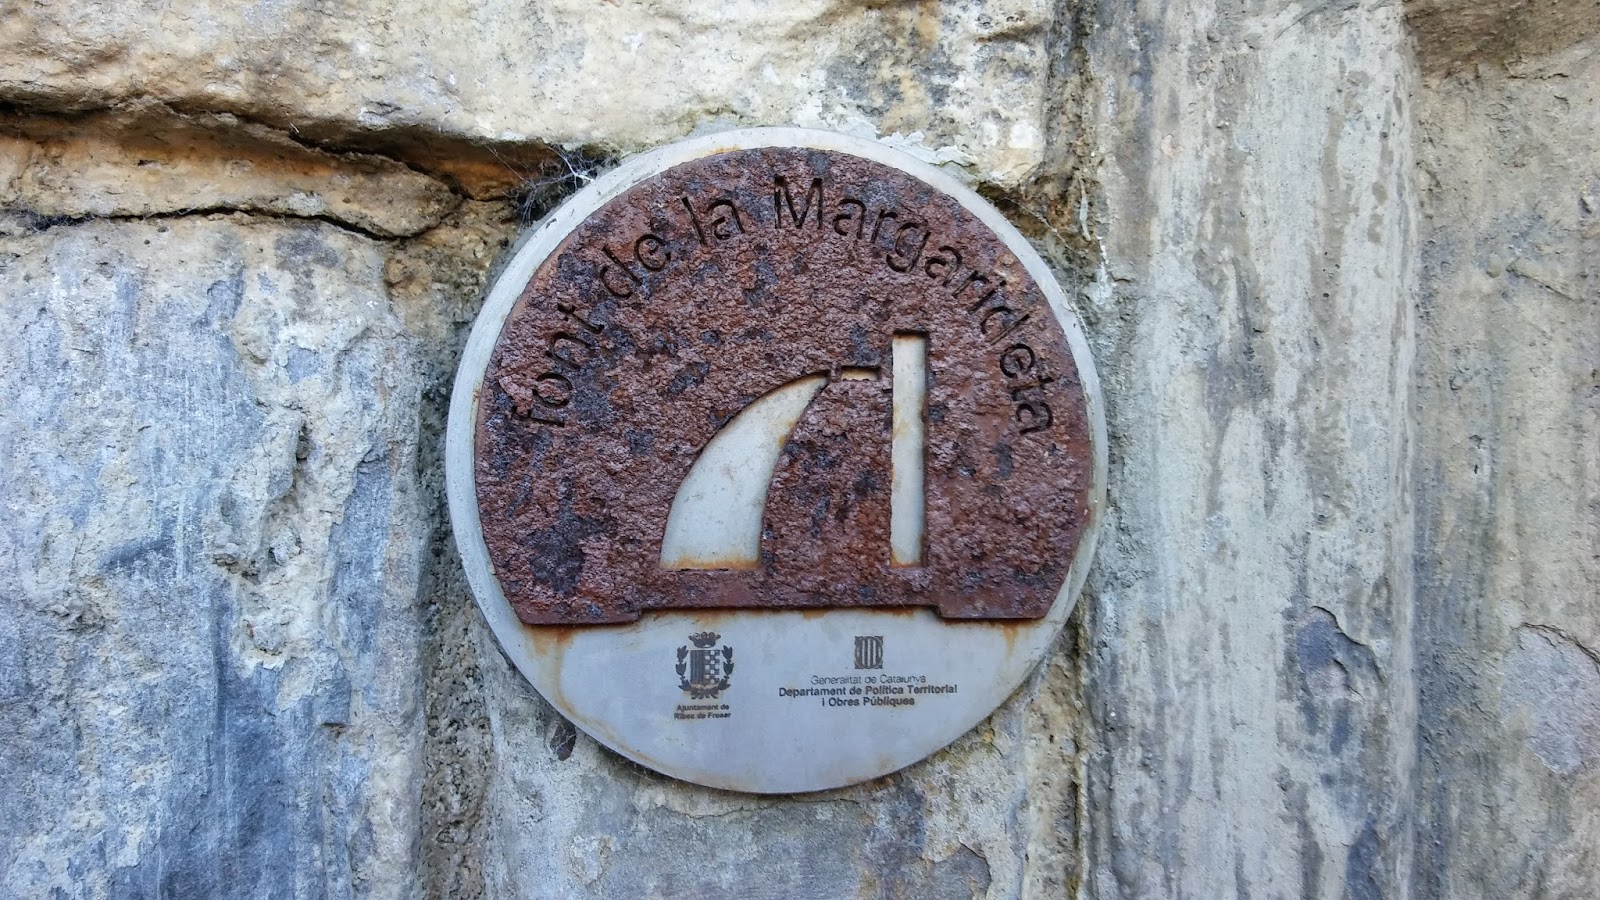 font de la Margarideta
Ajuntament de
Ribes de Freser
Generalitat de Catalunya
Departament de Política Territorial
i Obres Públiques